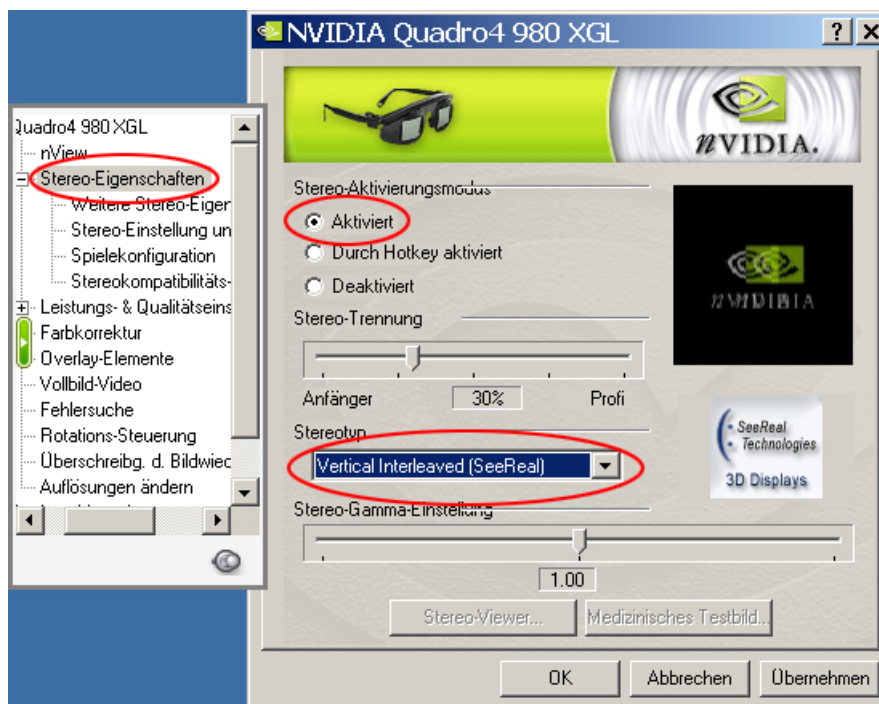 NVIDIA Quadro4 980 XGL
Quadro4 980 XGL
nView
Stereo-Eigenschaften
Weitere Stereo-Eiger
Stereo-Einstellung un
Spielekonfiguration
Stereokompatibilitäts-
Leistungs- & Qualitätseins
Farbkorrektur
Overlay-Elemente
Vollbild-Video
Fehlersuche
Rotations-Steuerung
Überschreibg. d. Bildwied
Auflösungen ändern
nVIDIA.
Stereo-Aktivierungsmodus
Aktiviert
Durch Hotkey aktiviert
Deaktiviert
Stereo-Trennung
Anfänger
30%
Profi
Stereotyp
Vertical Interleaved (SeeReal)
SeeReal
Technologies
3D Displays
Stereo-Gamma-Einstellung
1.00
Stereo-Viewer...
Medizinisches Testbild...
OK
Abbrechen
Übernehmen